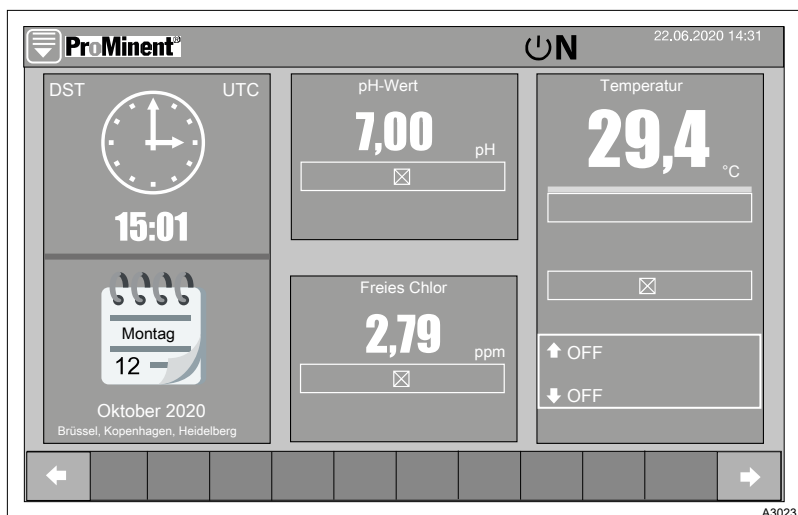 ProMinent®
⏻N
22.06.2020 14:31
DST UTC
15:01
Montag
12
Oktober 2020
Brüssel, Kopenhagen, Heidelberg
pH-Wert
7,00 pH
Freies Chlor
2,79 ppm
Temperatur
29,4 °C
OFF
OFF
A3023